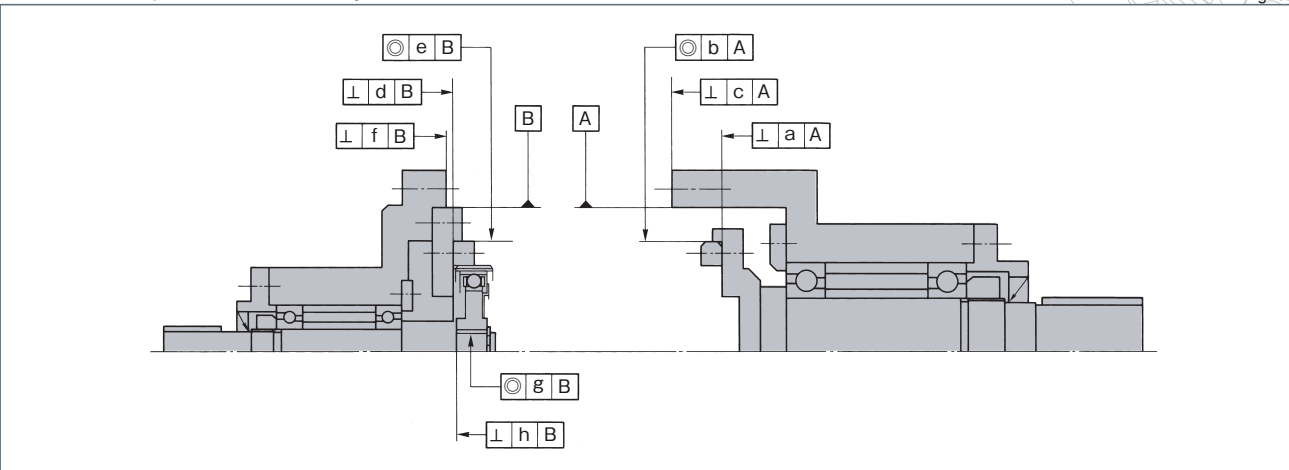 ◎ e B
◎ b A
⊥ d B
⊥ c A
B
A
⊥ f B
⊥ a A
◎ g B
⊥ h B